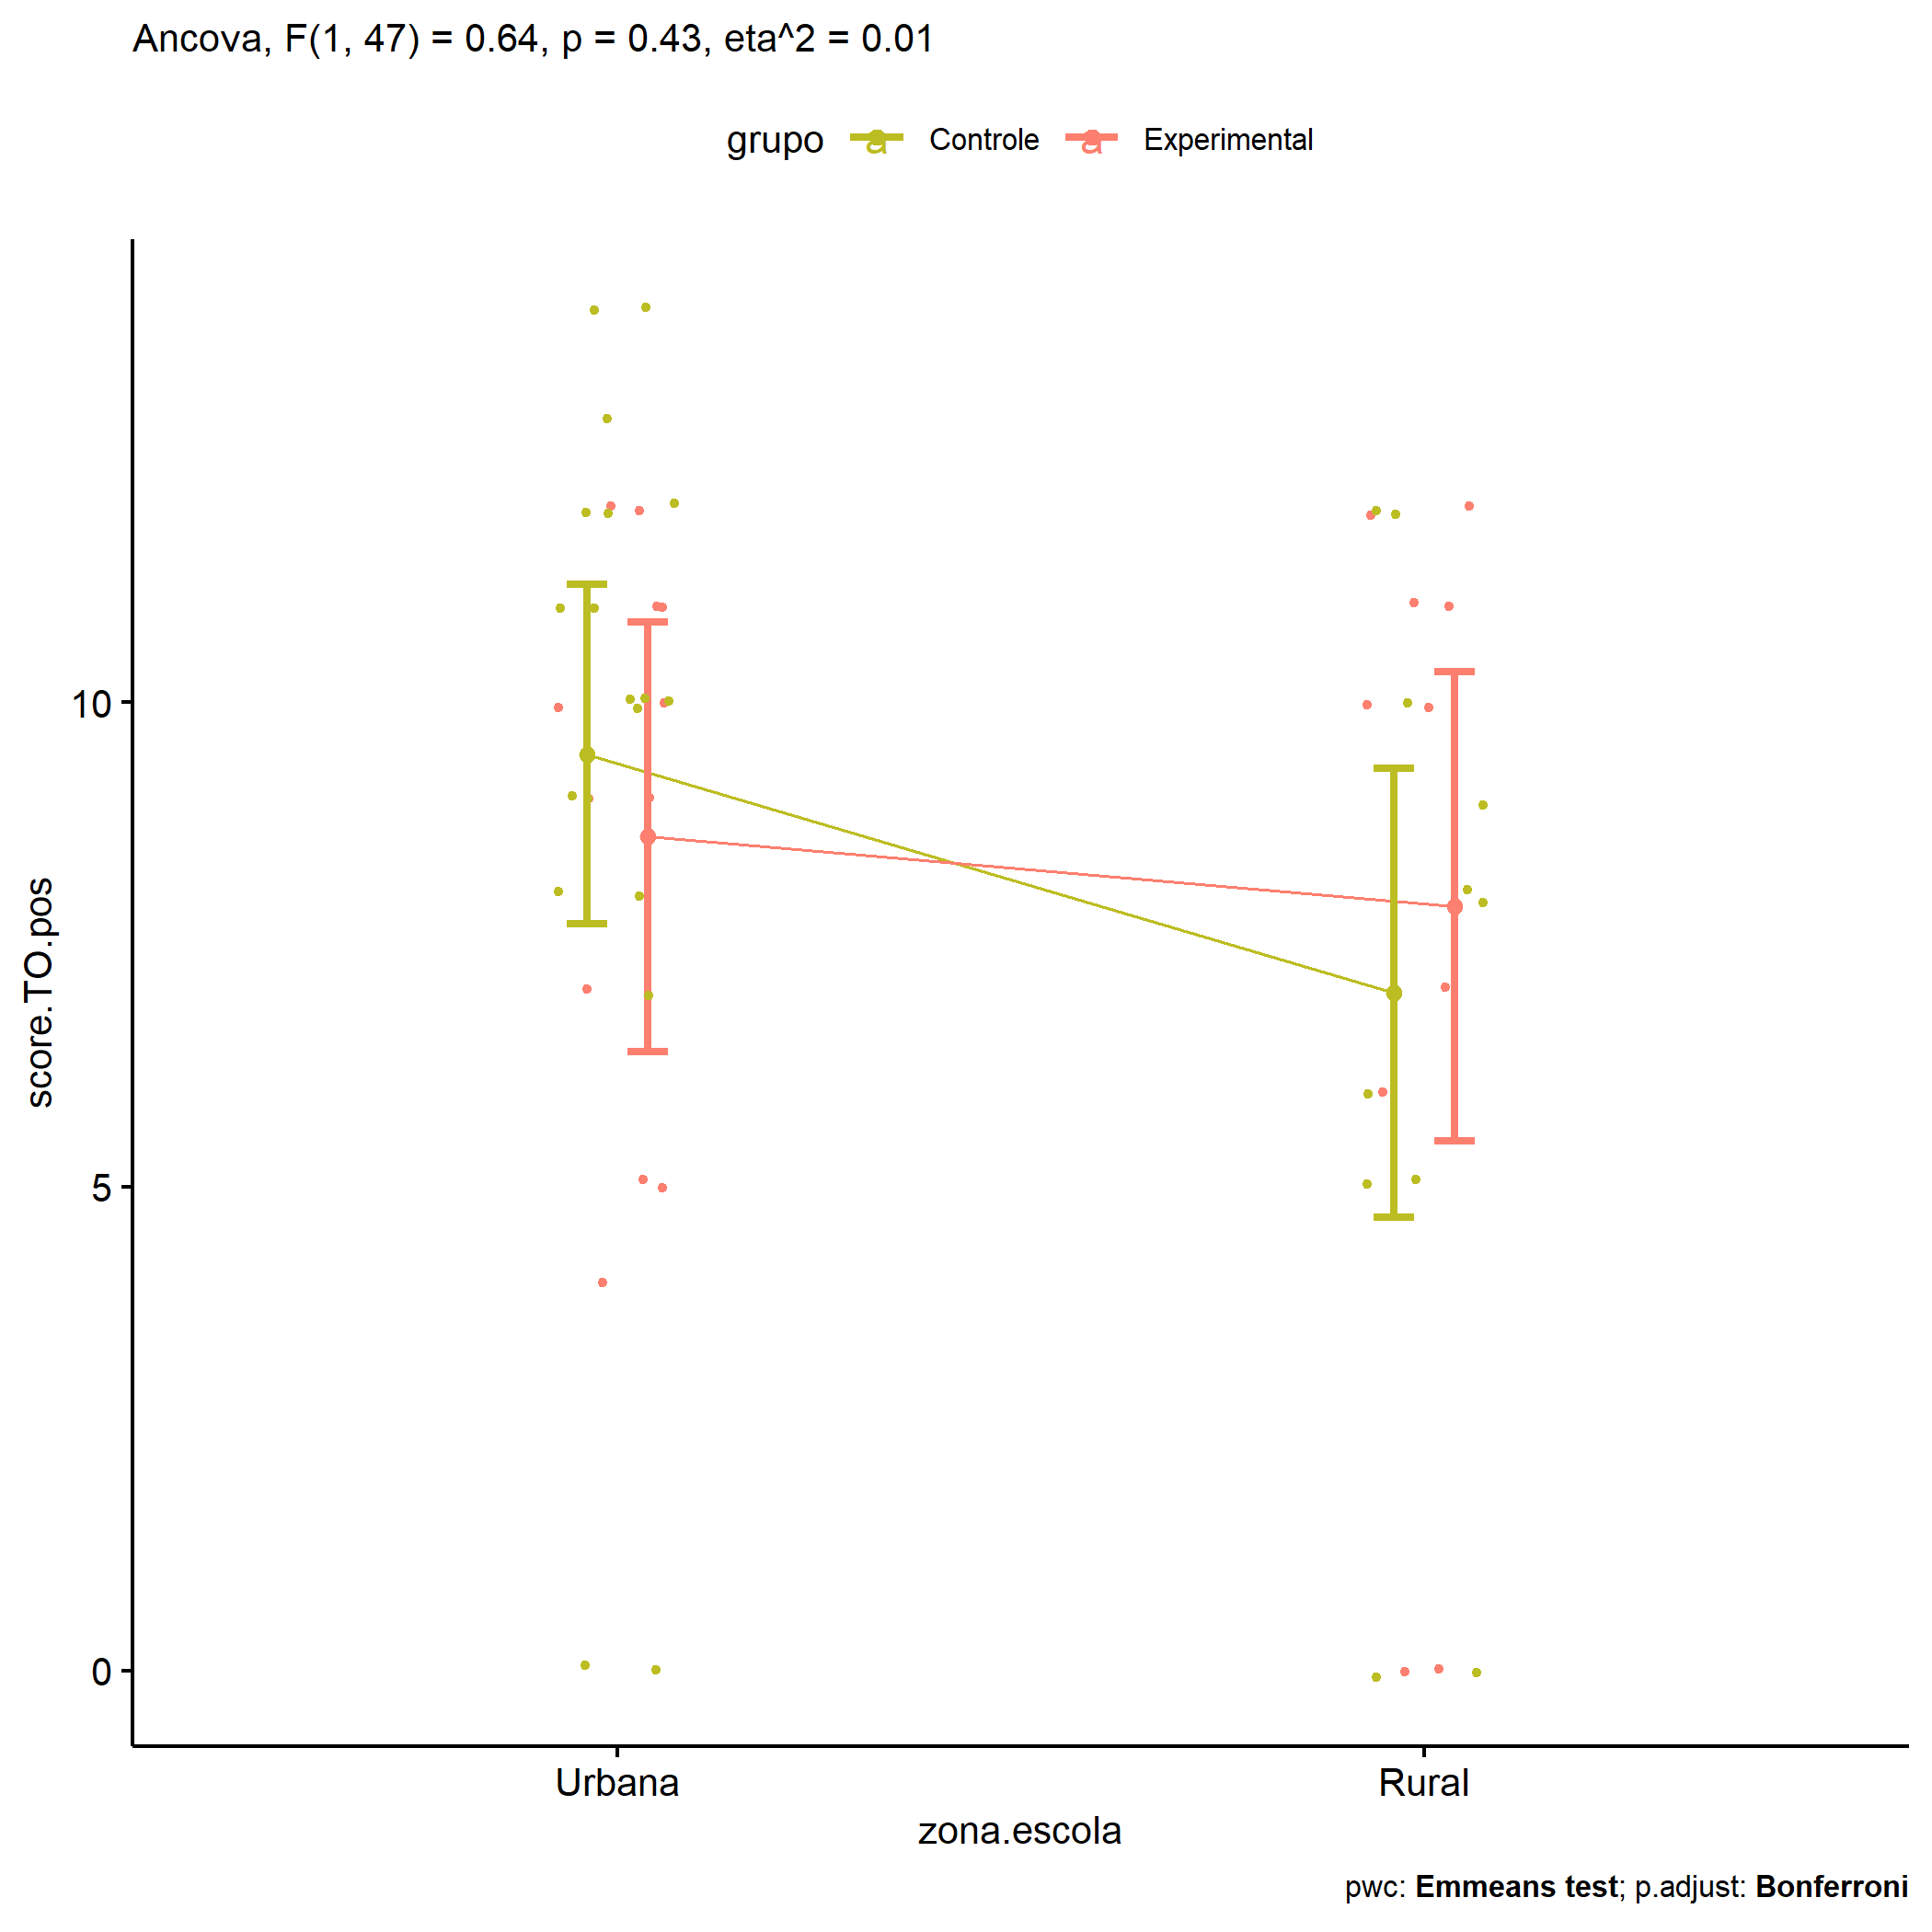 Ancova, F(1, 47) = 0.64, p = 0.43, eta^2 = 0.01
grupo a Controle a Experimental
10
5
0
score.TO.pos
Urbana Rural
zona.escola
pwc: Emmeans test; p.adjust: Bonferroni